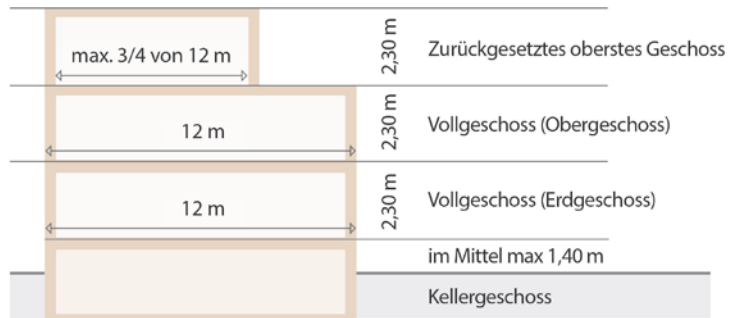 max. 3/4 von 12 m
2,30 m
Zurückgesetztes oberstes Geschoss
12 m
2,30 m
Vollgeschoss (Obergeschoss)
12 m
2,30 m
Vollgeschoss (Erdgeschoss)
im Mittel max 1,40 m
Kellergeschoss